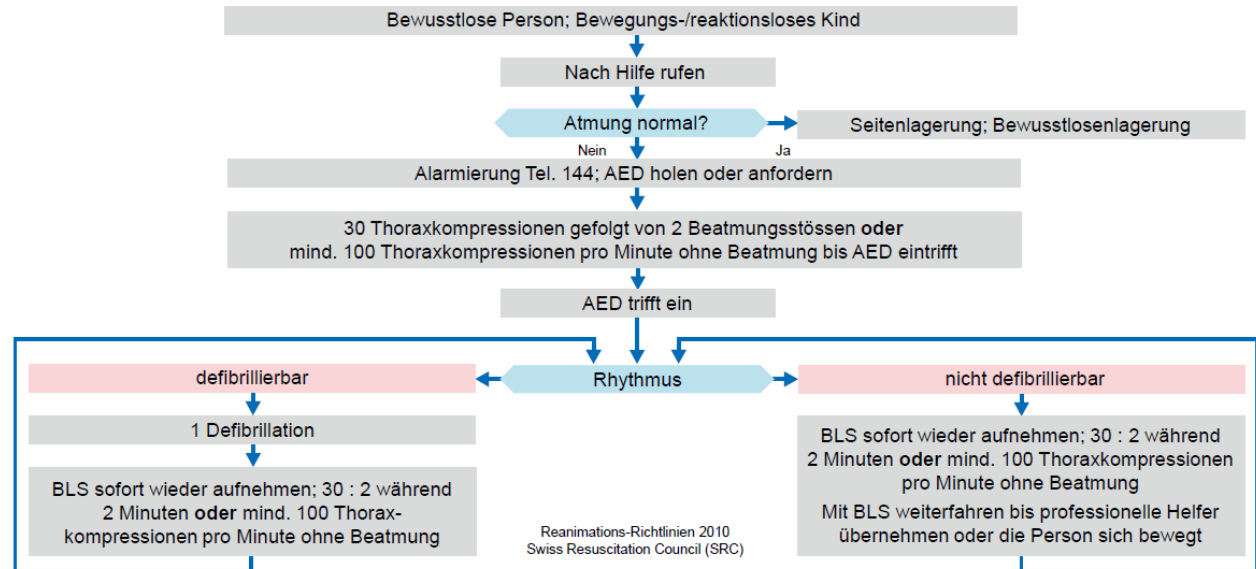 Bewusstlose Person; Bewegungs-/reaktionsloses Kind
Nach Hilfe rufen
Atmung normal?
Seitenlagerung; Bewusstlosenlagerung
Nein
Ja
Alarmierung Tel. 144; AED holen oder anfordern
30 Thoraxkompressionen gefolgt von 2 Beatmungsstössen oder
mind. 100 Thoraxkompressionen pro Minute ohne Beatmung bis AED eintrifft
AED trifft ein
defibrillierbar
Rhythmus
nicht defibrillierbar
1 Defibrillation
BLS sofort wieder aufnehmen; 30 : 2 während
2 Minuten oder mind. 100 Thorax-
kompressionen pro Minute ohne Beatmung
Reanimations-Richtlinien 2010
Swiss Resuscitation Council (SRC)
BLS sofort wieder aufnehmen; 30 : 2 während
2 Minuten oder mind. 100 Thoraxkompressionen
pro Minute ohne Beatmung
Mit BLS weiterfahren bis professionelle Helfer
übernehmen oder die Person sich bewegt